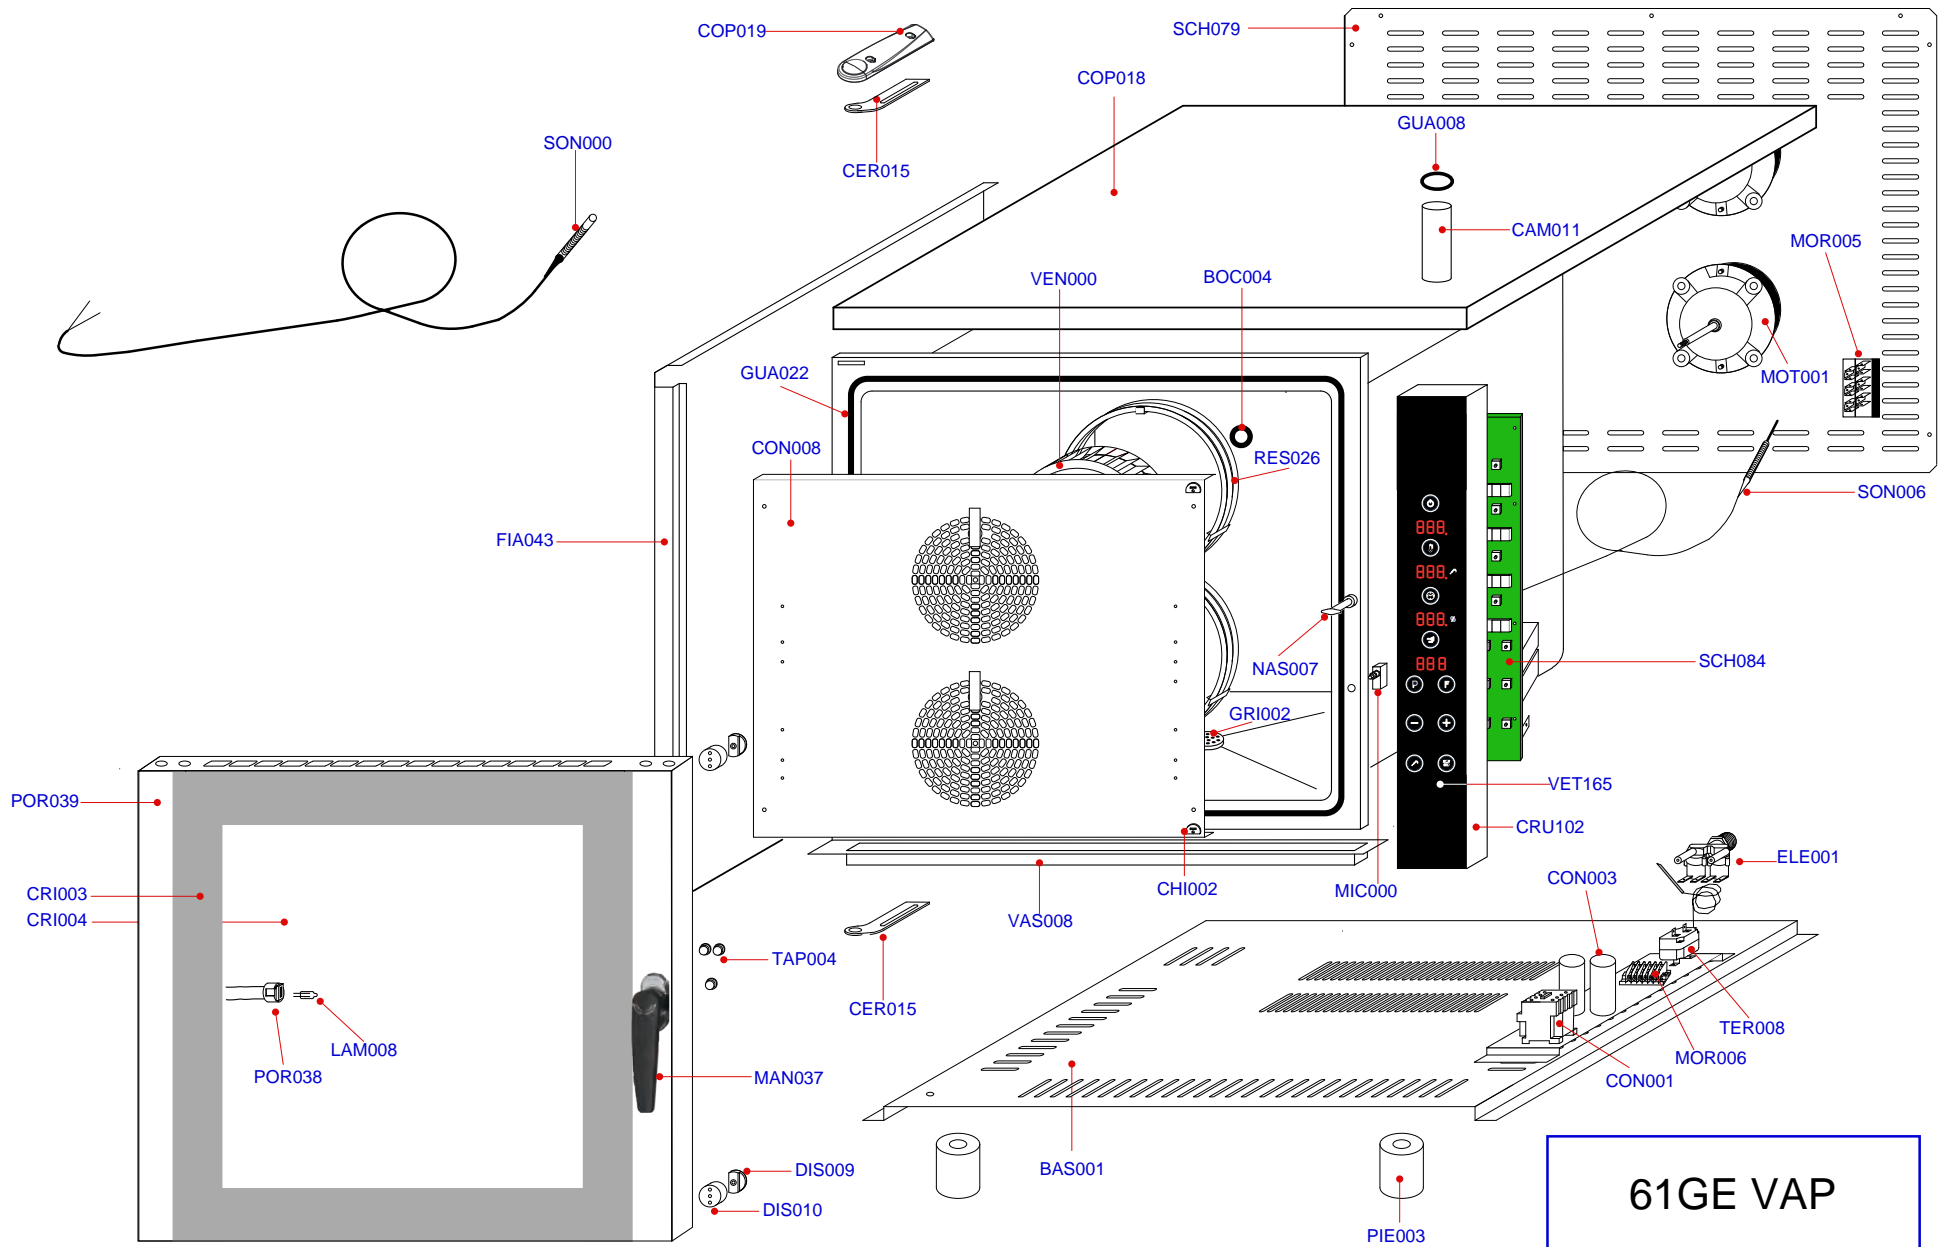 COP019
SCH079
COP018
GUA008
SON000
CER015
CAM011
MOR005
VEN000
BOC004
GUA022
MOT001
CON008
RES026
SON006
FIA043
NAS007
SCH084
GRI002
POR039
VET165
CRU102
CRI003
CRI004
CHI002
MIC000
CON003
ELE001
VAS008
TAP004
CER015
TER008
LAM008
MOR006
POR038
MAN037
CON001
DIS009
BAS001
DIS010
61GE VAP
PIE003
888.
888.
888.
888
P F
- +